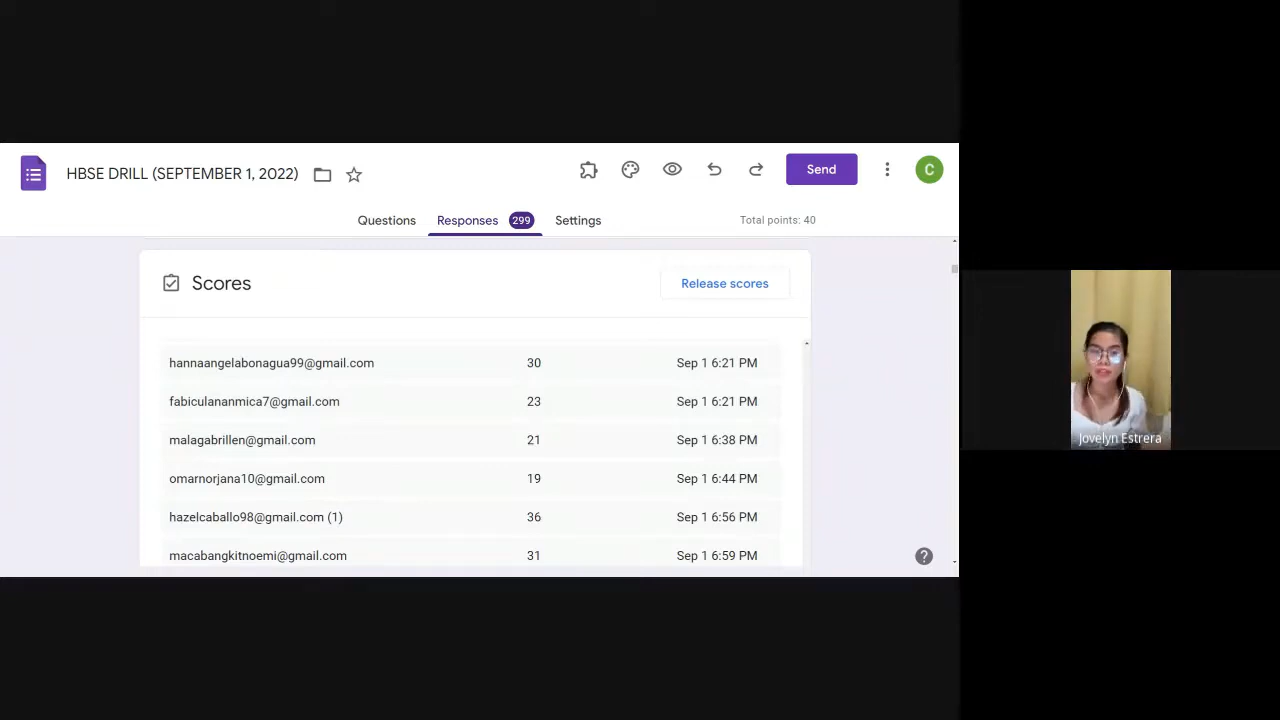 HBSE DRILL (SEPTEMBER 1, 2022)
Send
C
Questions Responses 299 Settings Total points: 40
Scores Release scores
hannaangelabonagua99@gmail.com 30 Sep 1 6:21 PM
fabiculananmica7@gmail.com 23 Sep 1 6:21 PM
malagabrillen@gmail.com 21 Sep 1 6:38 PM
omarnorjana10@gmail.com 19 Sep 1 6:44 PM
hazelcaballo98@gmail.com (1) 36 Sep 1 6:56 PM
macabangkitnoemi@gmail.com 31 Sep 1 6:59 PM
Jovelyn Estrera